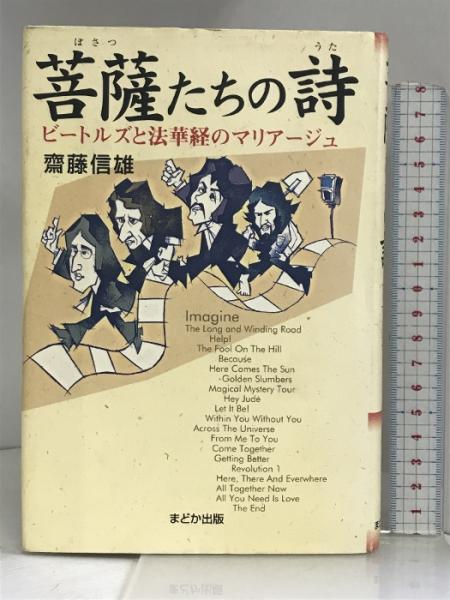 ぼさつ うた
菩薩たちの詩
ビートルズと法華経のマリアージュ
齋藤信雄
Imagine
The Long and Winding Road
Help!
The Fool On The Hill
Because
Here Comes The Sun
-Golden Slumbers
Magical Mystery Tour
Hey Jude
Let It Be!
Within You Without You
Across The Universe
From Me To You
Come Together
Getting Better
Revolution 1
Here, There And Everwhere
All Together Now
All You Need Is Love
The End
まどか出版